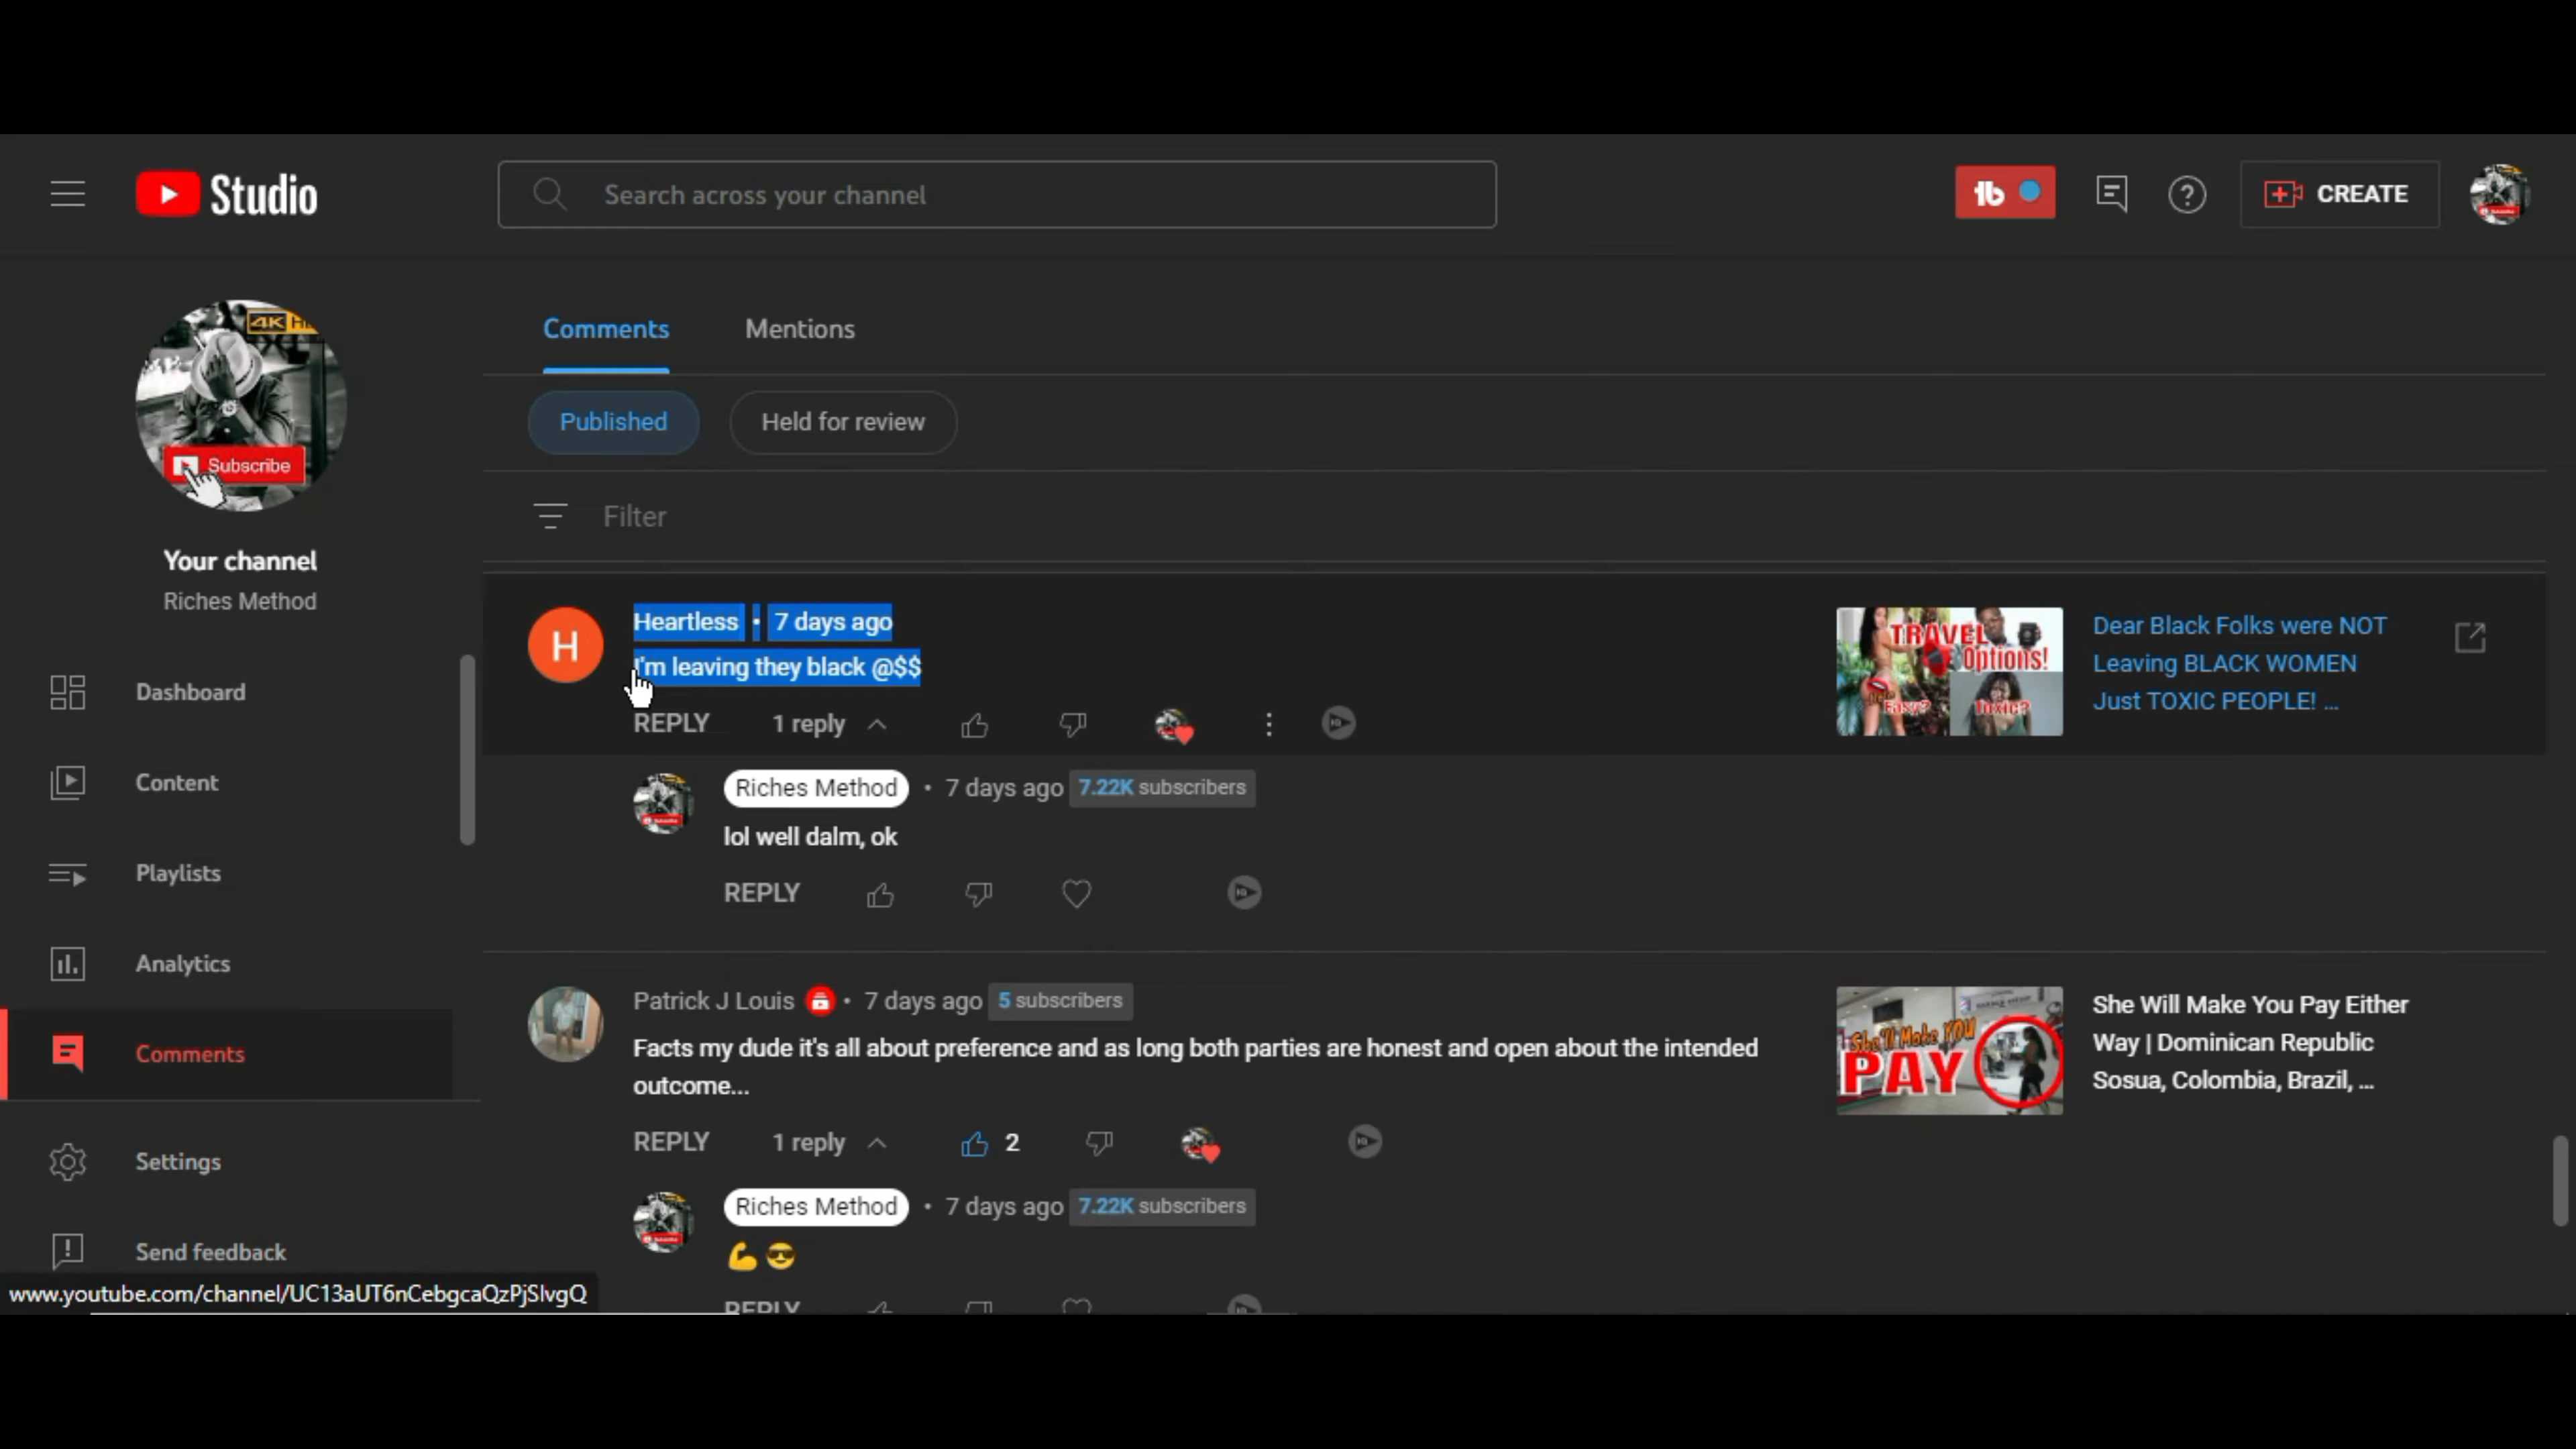 Studio
Search across your channel
tb
CREATE
4K
Subscribe
Your channel
Riches Method
Dashboard
Content
Playlists
Analytics
Comments
Settings
Send feedback
www.youtube.com/channel/UC13aUT6nCebgcaQzPjSlvgQ
Comments Mentions
Published Held for review
Filter
H
Heartless • 7 days ago
I'm leaving they black @$$
REPLY 1 reply
TRAVEL
Options!
Easy?
Toxic?
Dear Black Folks were NOT
Leaving BLACK WOMEN
Just TOXIC PEOPLE! ...
Riches Method • 7 days ago 7.22K subscribers
lol well dalm, ok
REPLY
Patrick J Louis • 7 days ago 5 subscribers
Facts my dude it's all about preference and as long both parties are honest and open about the intended
outcome...
REPLY 1 reply 2
She'll Make YOU
PAY
She Will Make You Pay Either
Way | Dominican Republic
Sosua, Colombia, Brazil, ...
Riches Method • 7 days ago 7.22K subscribers
REPLY